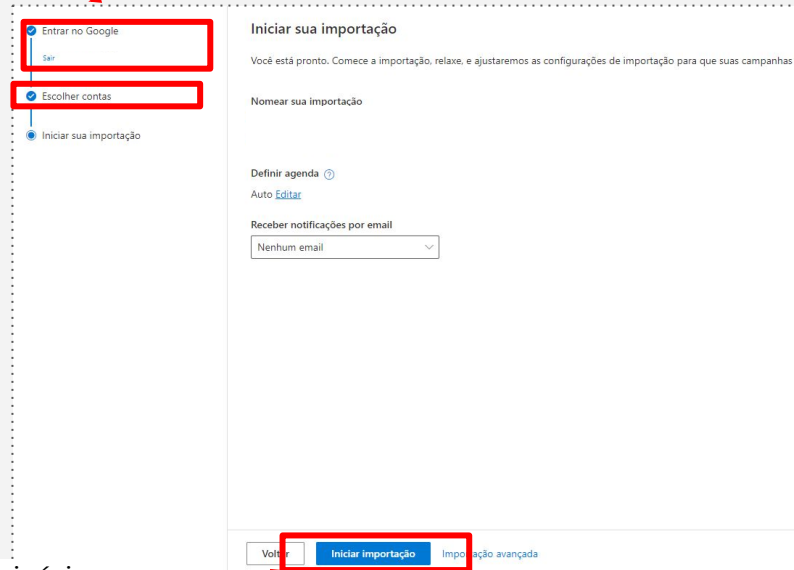 Entrar no Google
Sair
Escolher contas
Iniciar sua importação
Iniciar sua importação
Você está pronto. Comece a importação, relaxe, e ajustaremos as configurações de importação para que suas campanhas
Nomear sua importação
Definir agenda
Auto Editar
Receber notificações por email
Nenhum email
Voltar Iniciar importação Importação avançada